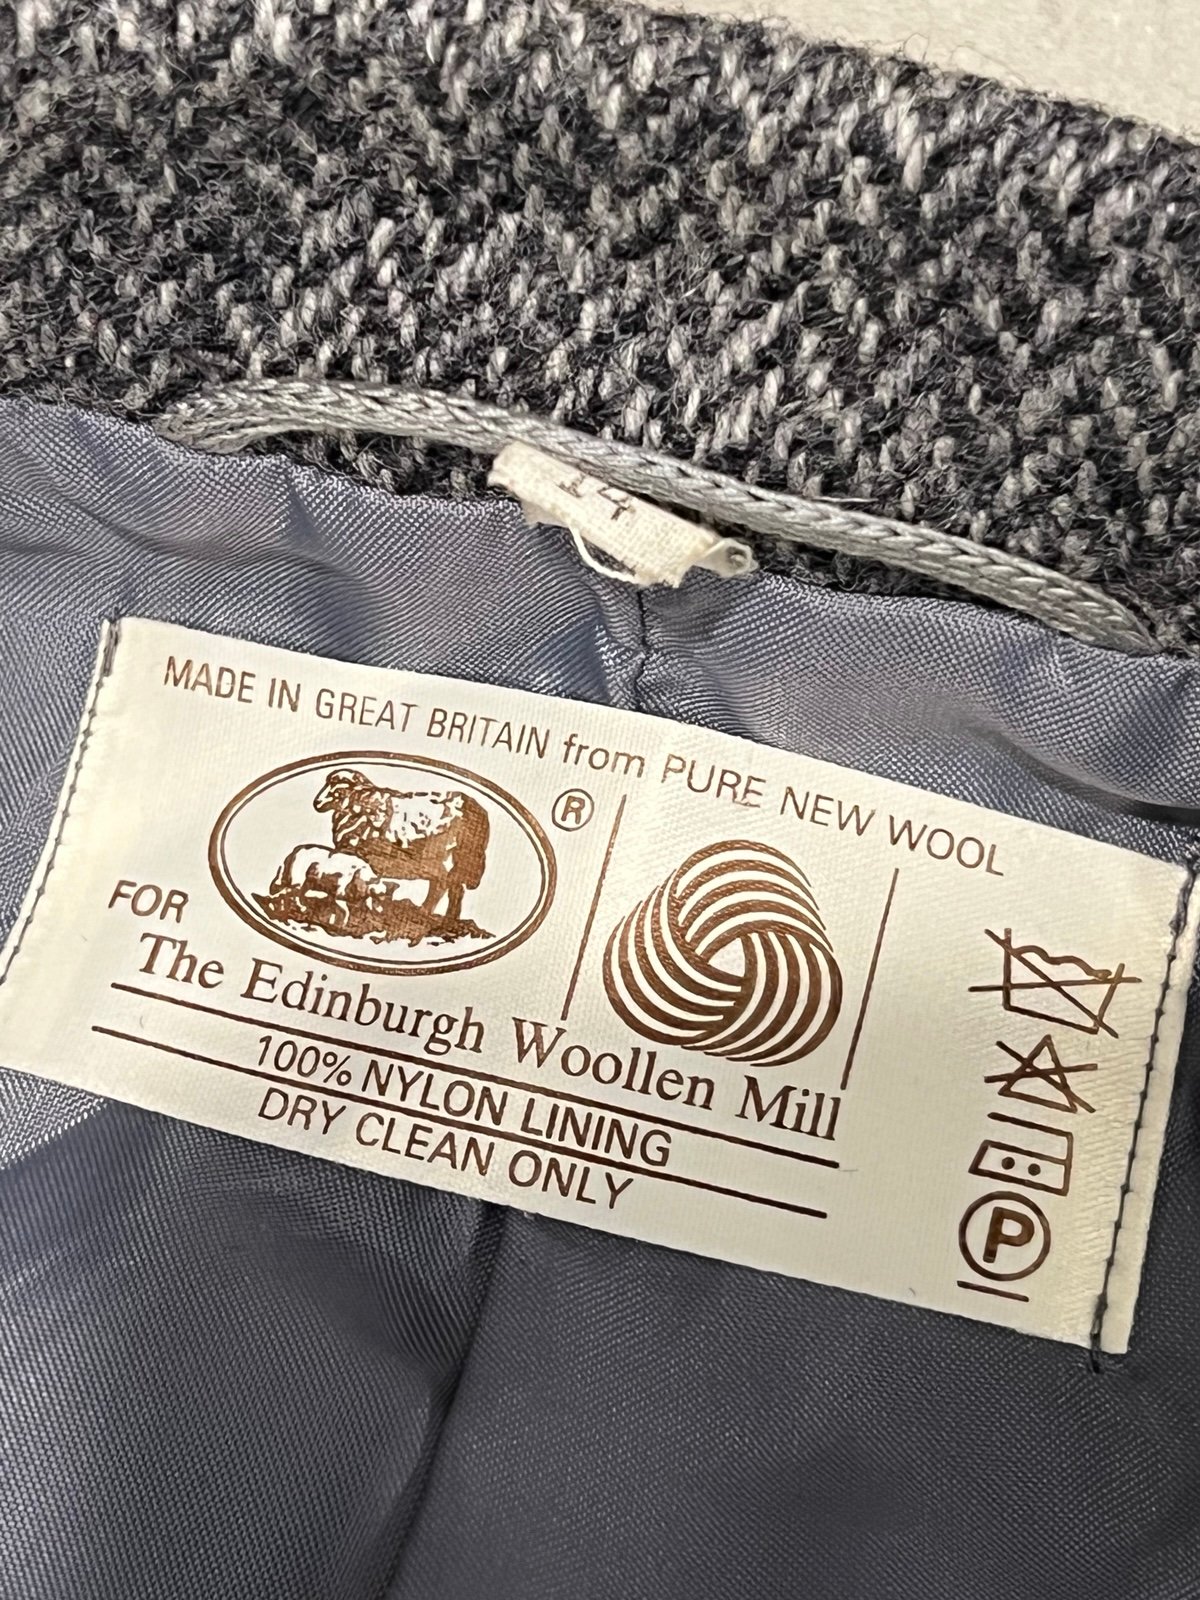 14
MADE IN GREAT BRITAIN from PURE NEW WOOL
®
FOR
The Edinburgh Woollen Mill
100% NYLON LINING
DRY CLEAN ONLY
P